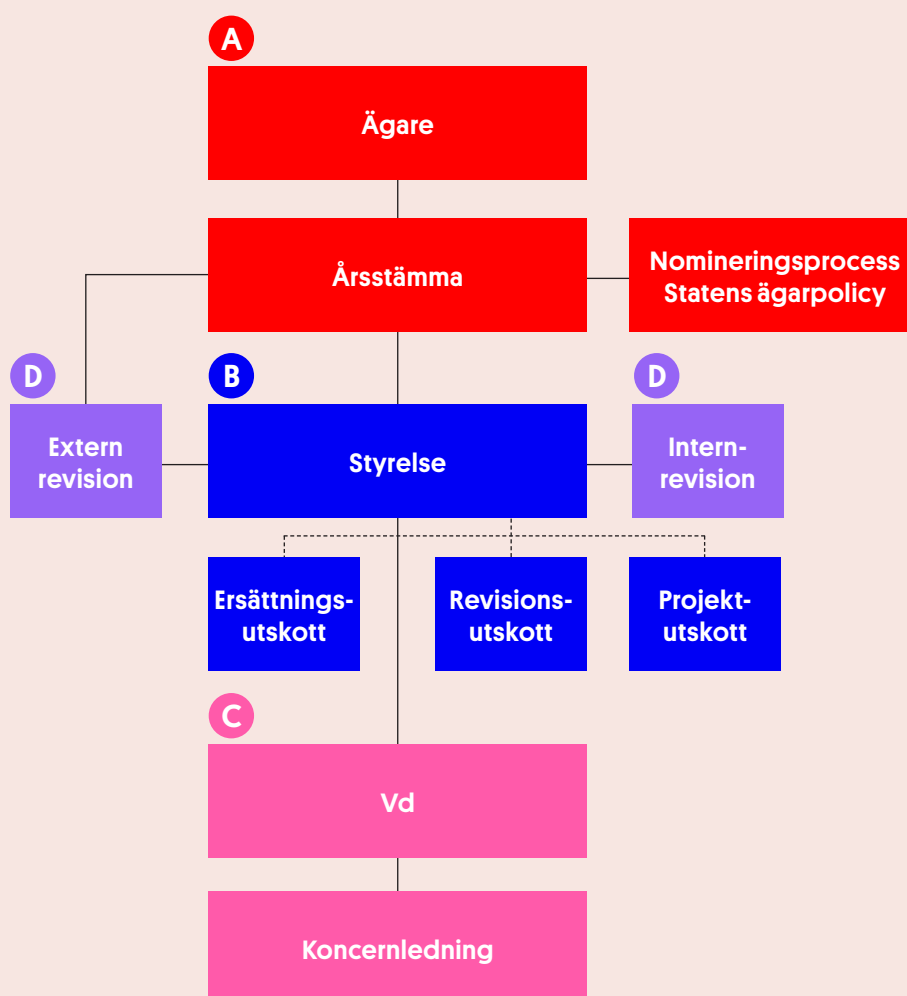 A
Ägare
Årsstämma
Nomineringsprocess
Statens ägarpolicy
D
B
D
Extern
revision
Styrelse
Intern-
revision
Ersättnings-
utskott
Revisions-
utskott
Projekt-
utskott
C
Vd
Koncernledning